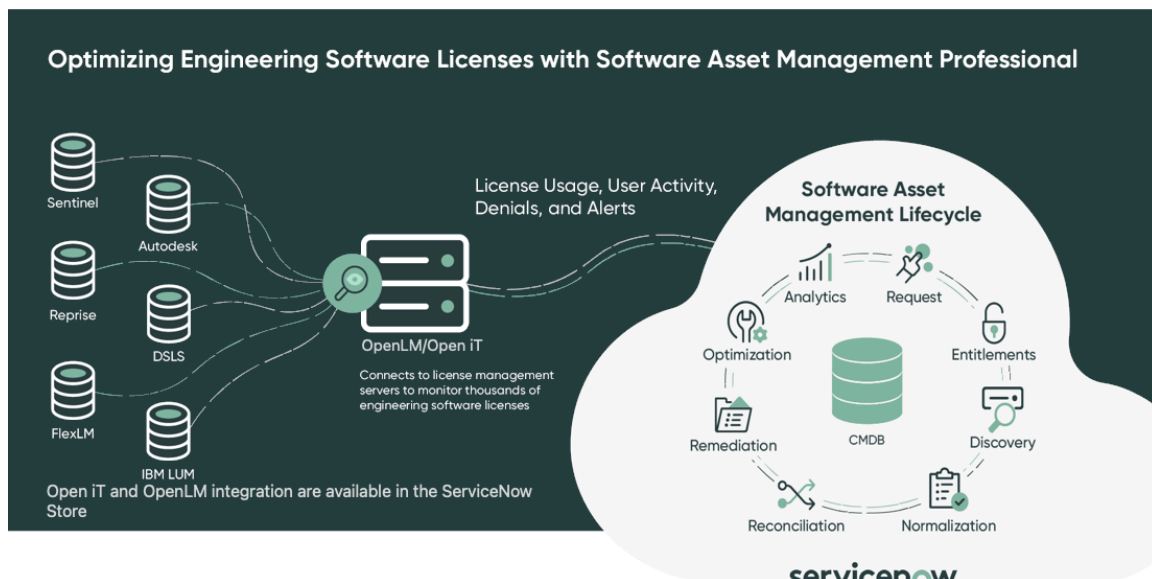 Optimizing Engineering Software Licenses with Software Asset Management Professional
Sentinel
Autodesk
Reprise
DSLS
FlexLM
IBM LUM
OpenLM/Open iT
Connects to license management
servers to monitor thousands of
engineering software licenses
Open iT and OpenLM integration are available in the ServiceNow
Store
License Usage, User Activity,
Denials, and Alerts
Software Asset
Management Lifecycle
Analytics
Request
Optimization
Entitlements
CMDB
Remediation
Discovery
Reconciliation
Normalization
servicenow